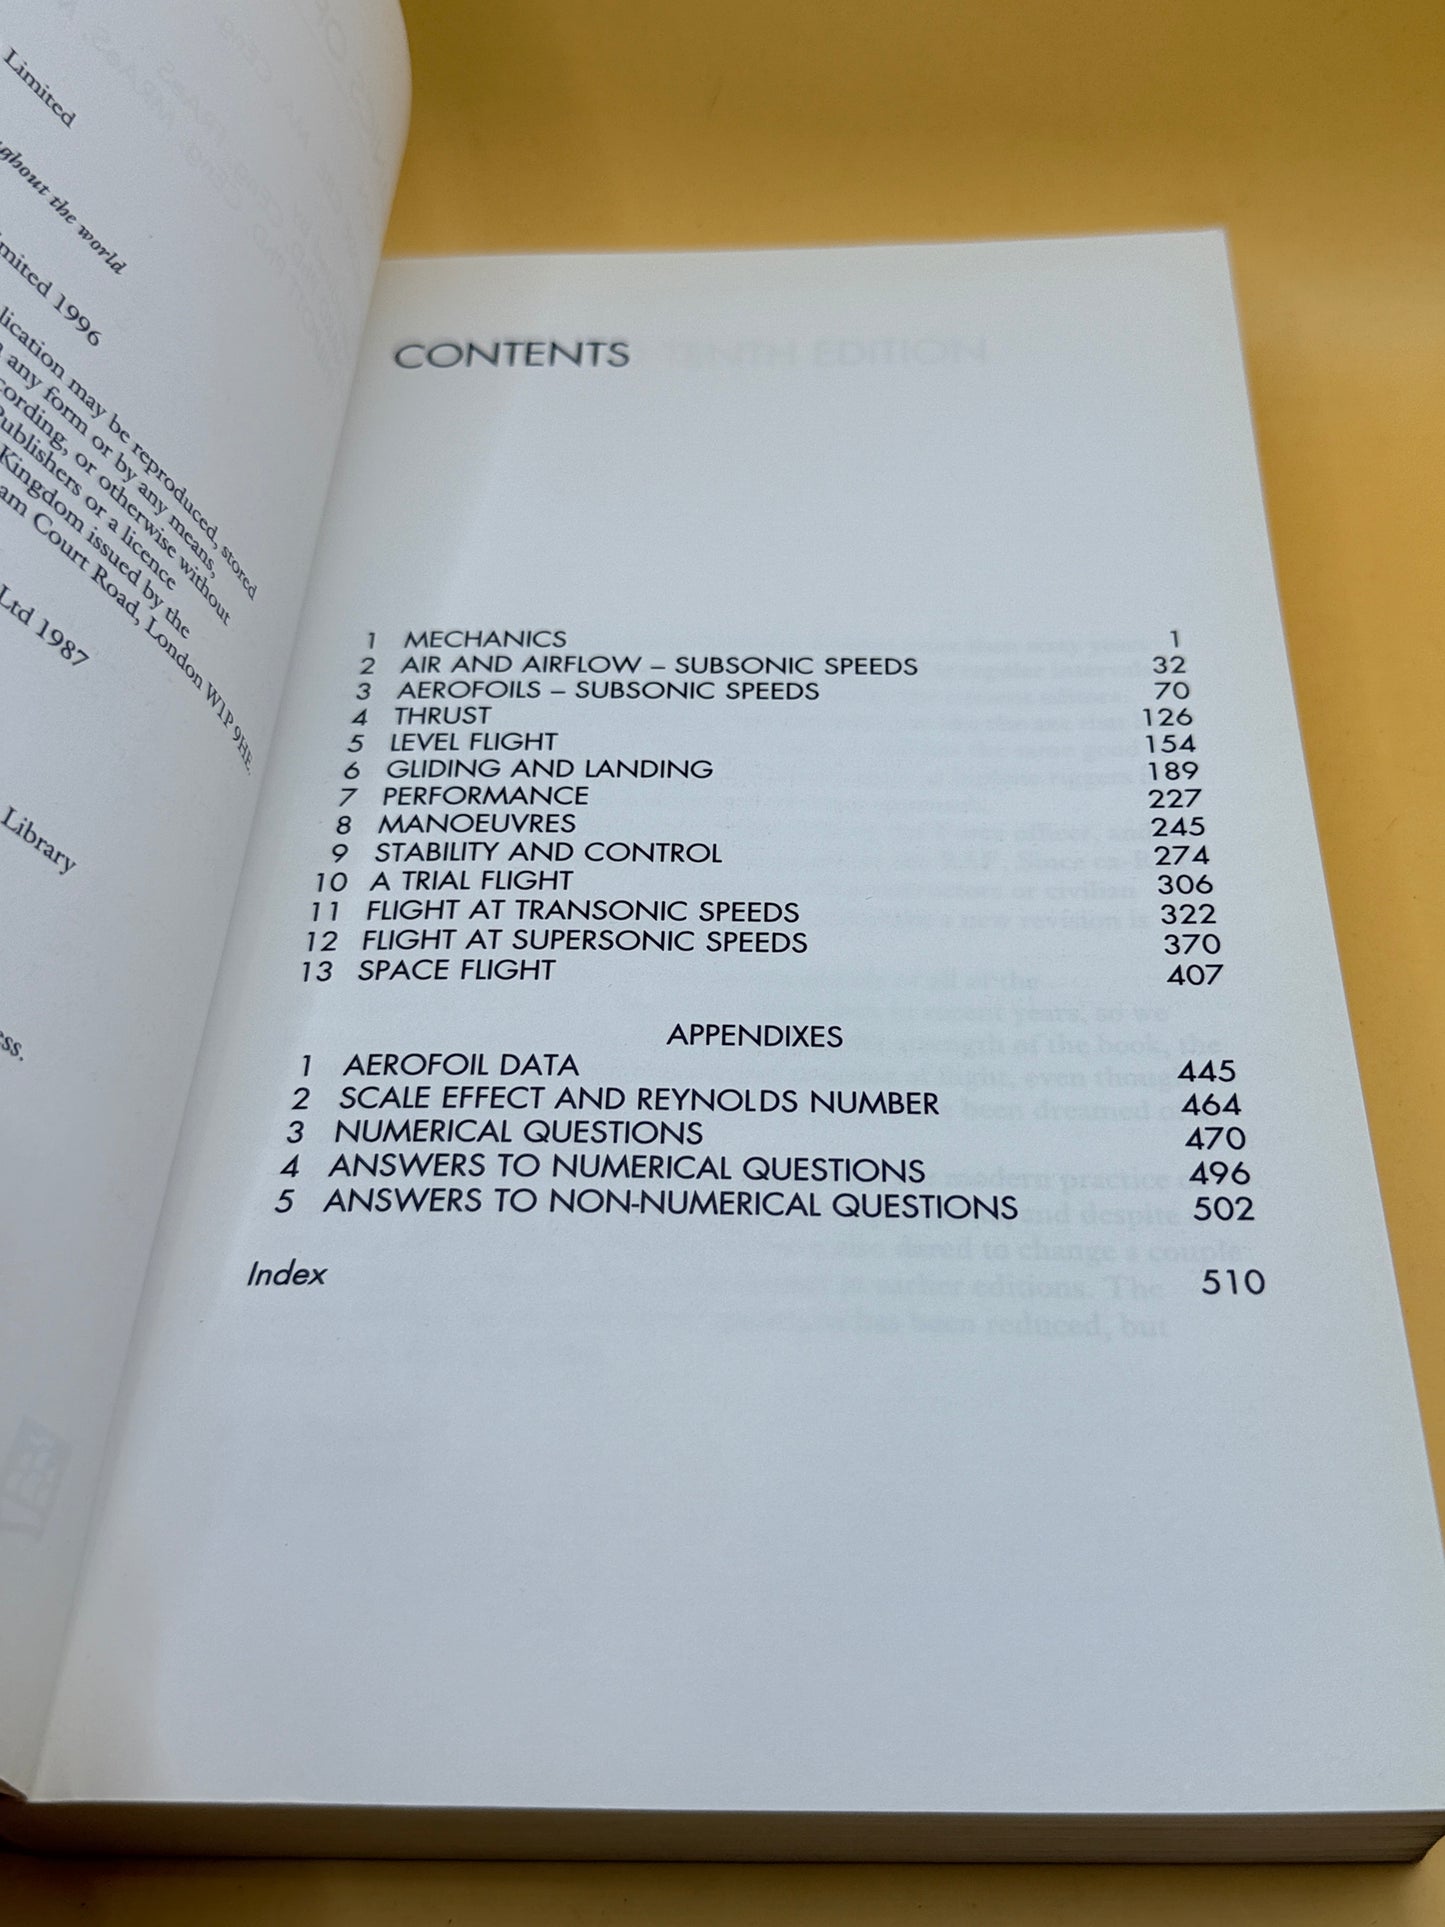 Limited
ghout the world
imited 1996
lication may be reproduced, stored
any form or by any means,
cording, or otherwise without
Publishers or a licence
Kingdom issued by the
am Court Road, London W1P 9HE.
Ltd 1987
Library
ess,
CONTENTS
TENTH EDITION
1 MECHANICS 1
2 AIR AND AIRFLOW – SUBSONIC SPEEDS 32
3 AEROFOILS – SUBSONIC SPEEDS 70
4 THRUST 126
5 LEVEL FLIGHT 154
6 GLIDING AND LANDING 189
7 PERFORMANCE 227
8 MANOEUVRES 245
9 STABILITY AND CONTROL 274
10 A TRIAL FLIGHT 306
11 FLIGHT AT TRANSONIC SPEEDS 322
12 FLIGHT AT SUPERSONIC SPEEDS 370
13 SPACE FLIGHT 407
APPENDIXES
1 AEROFOIL DATA 445
2 SCALE EFFECT AND REYNOLDS NUMBER 464
3 NUMERICAL QUESTIONS 470
4 ANSWERS TO NUMERICAL QUESTIONS 496
5 ANSWERS TO NON-NUMERICAL QUESTIONS 502
Index 510